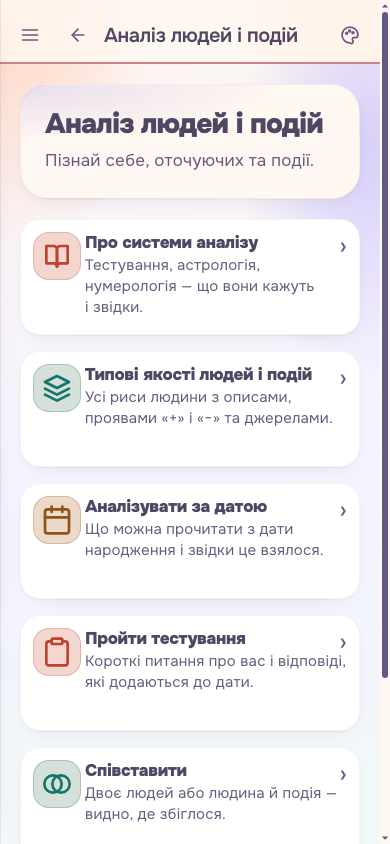 Аналіз людей і подій
Аналіз людей і подій
Пізнай себе, оточуючих та події.
Про системи аналізу
Тестування, астрологія,
нумерологія — що вони кажуть
і звідки.
Типові якості людей і подій
Усі риси людини з описами,
проявами «+» і «−» та джерелами.
Аналізувати за датою
Що можна прочитати з дати
народження і звідки це взялося.
Пройти тестування
Короткі питання про вас і відповіді,
які додаються до дати.
Співставити
Двоє людей або людина й подія —
видно, де збіглося.